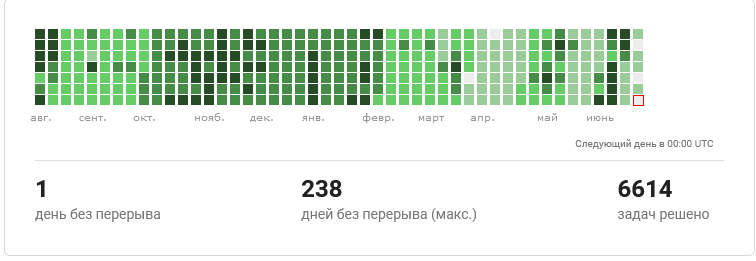 авг. сент. окт. нояб. дек. янв. февр. март апр. май июнь
Следующий день в 00:00 UTC
1 238 6614
день без перерыва дней без перерыва (макс.) задач решено